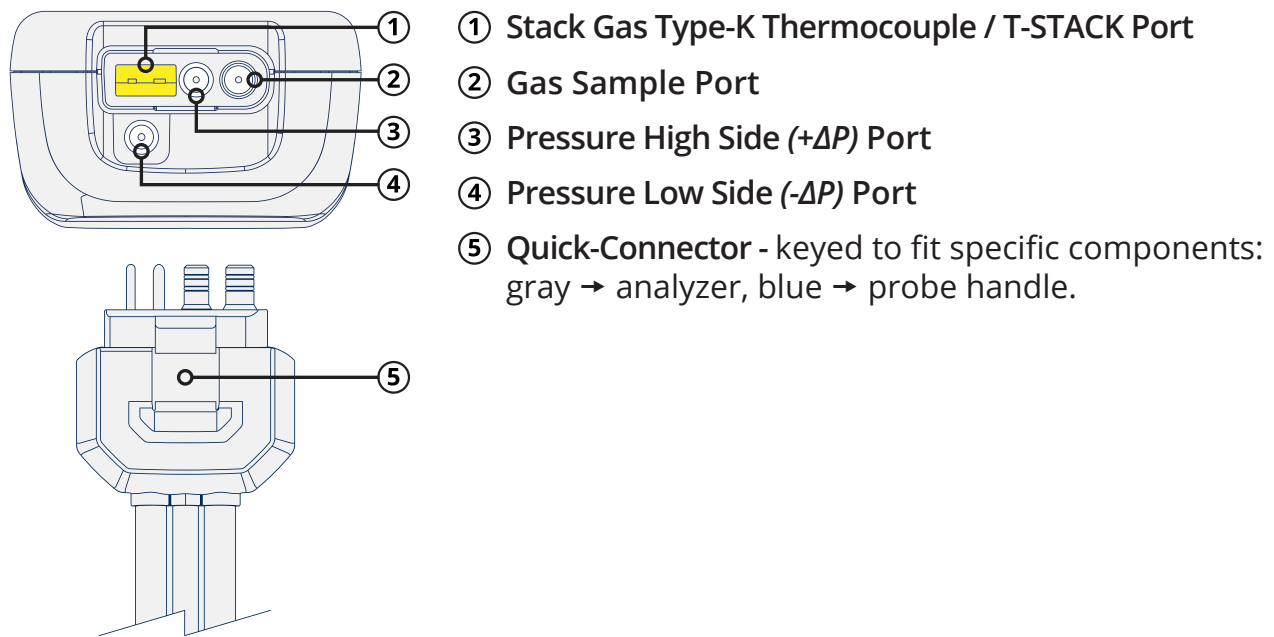 ① ① Stack Gas Type-K Thermocouple / T-STACK Port
② ② Gas Sample Port
③ ③ Pressure High Side (+ΔP) Port
④ ④ Pressure Low Side (-ΔP) Port
⑤ Quick-Connector - keyed to fit specific components:
gray → analyzer, blue → probe handle.
⑤